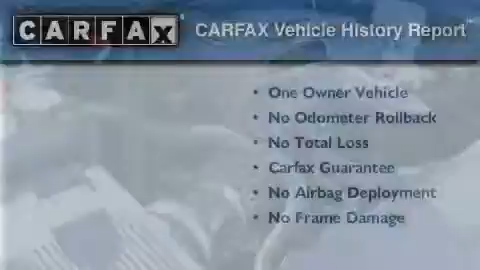 CARFAX® CARFAX Vehicle History Report™
• One Owner Vehicle
• No Odometer Rollback
• No Total Loss
• Carfax Guarantee
• No Airbag Deployment
• No Frame Damage